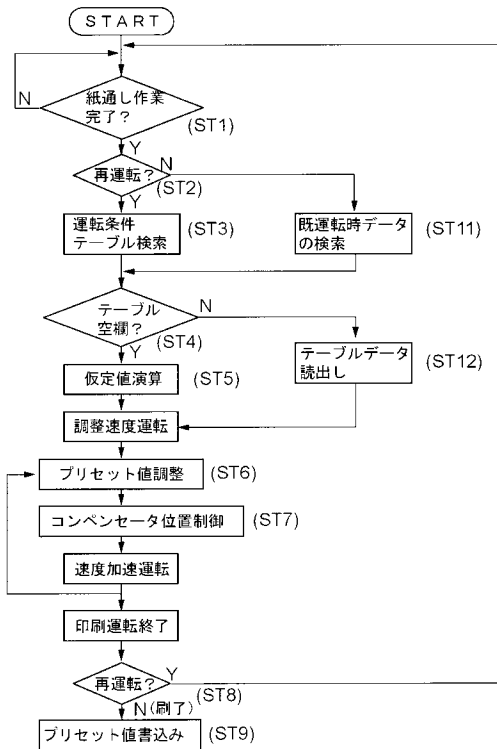 START
N
紙通し作業
完了?
(ST1)
Y
再運転?
N
(ST2)
Y
運転条件
テーブル検索
(ST3)
既運転時データ
の検索
(ST11)
テーブル
空欄?
N
(ST4)
Y
仮定値演算
(ST5)
テーブルデータ
読出し
(ST12)
調整速度運転
プリセット値調整
(ST6)
コンペンセータ位置制御
(ST7)
速度加速運転
印刷運転終了
再運転?
Y
(ST8)
N(刷了)
プリセット値書込み
(ST9)